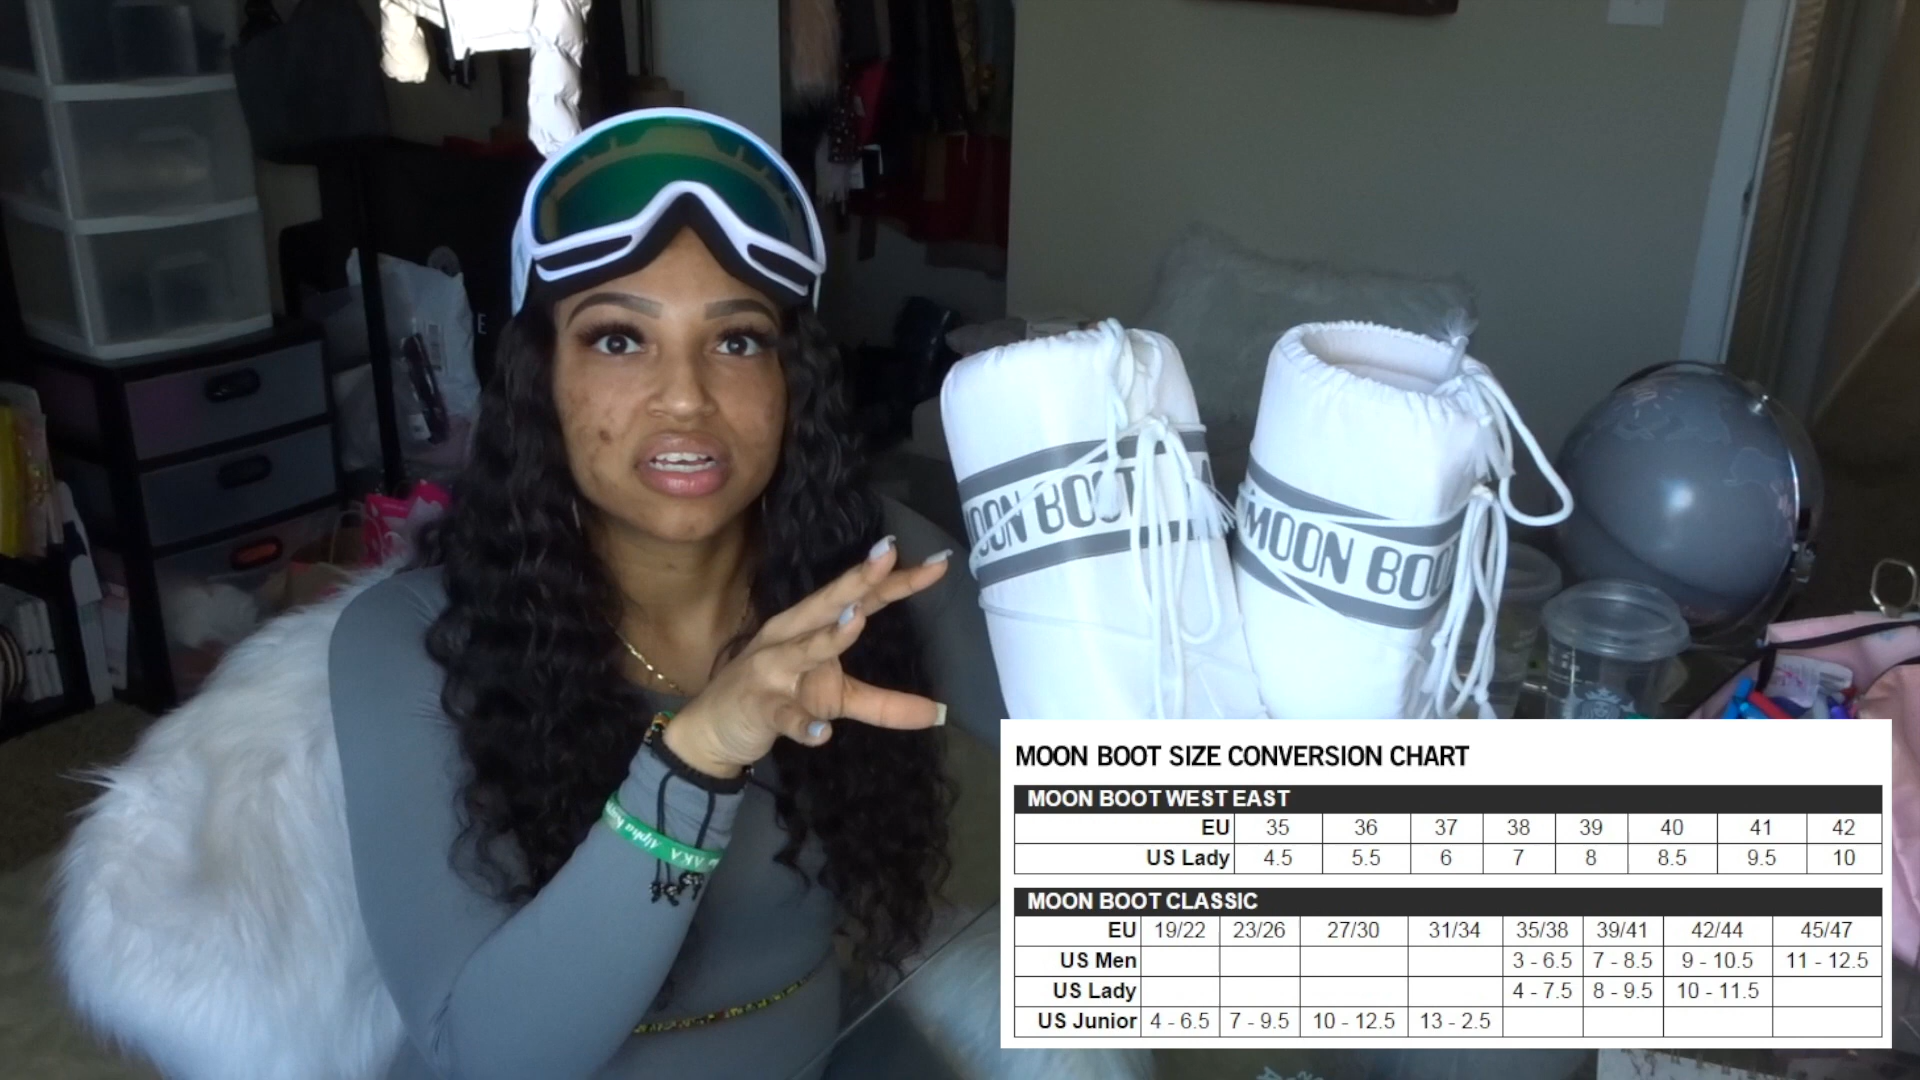 MOON BOOT
MOON BOO
Alpha
AKA
MOON BOOT SIZE CONVERSION CHART
MOON BOOT WEST EAST
EU 35 36 37 38 39 40 41 42
US Lady 4.5 5.5 6 7 8 8.5 9.5 10
MOON BOOT CLASSIC
EU 19/22 23/26 27/30 31/34 35/38 39/41 42/44 45/47
US Men 3 - 6.5 7 - 8.5 9 - 10.5 11 - 12.5
US Lady 4 - 7.5 8 - 9.5 10 - 11.5
US Junior 4 - 6.5 7 - 9.5 10 - 12.5 13 - 2.5